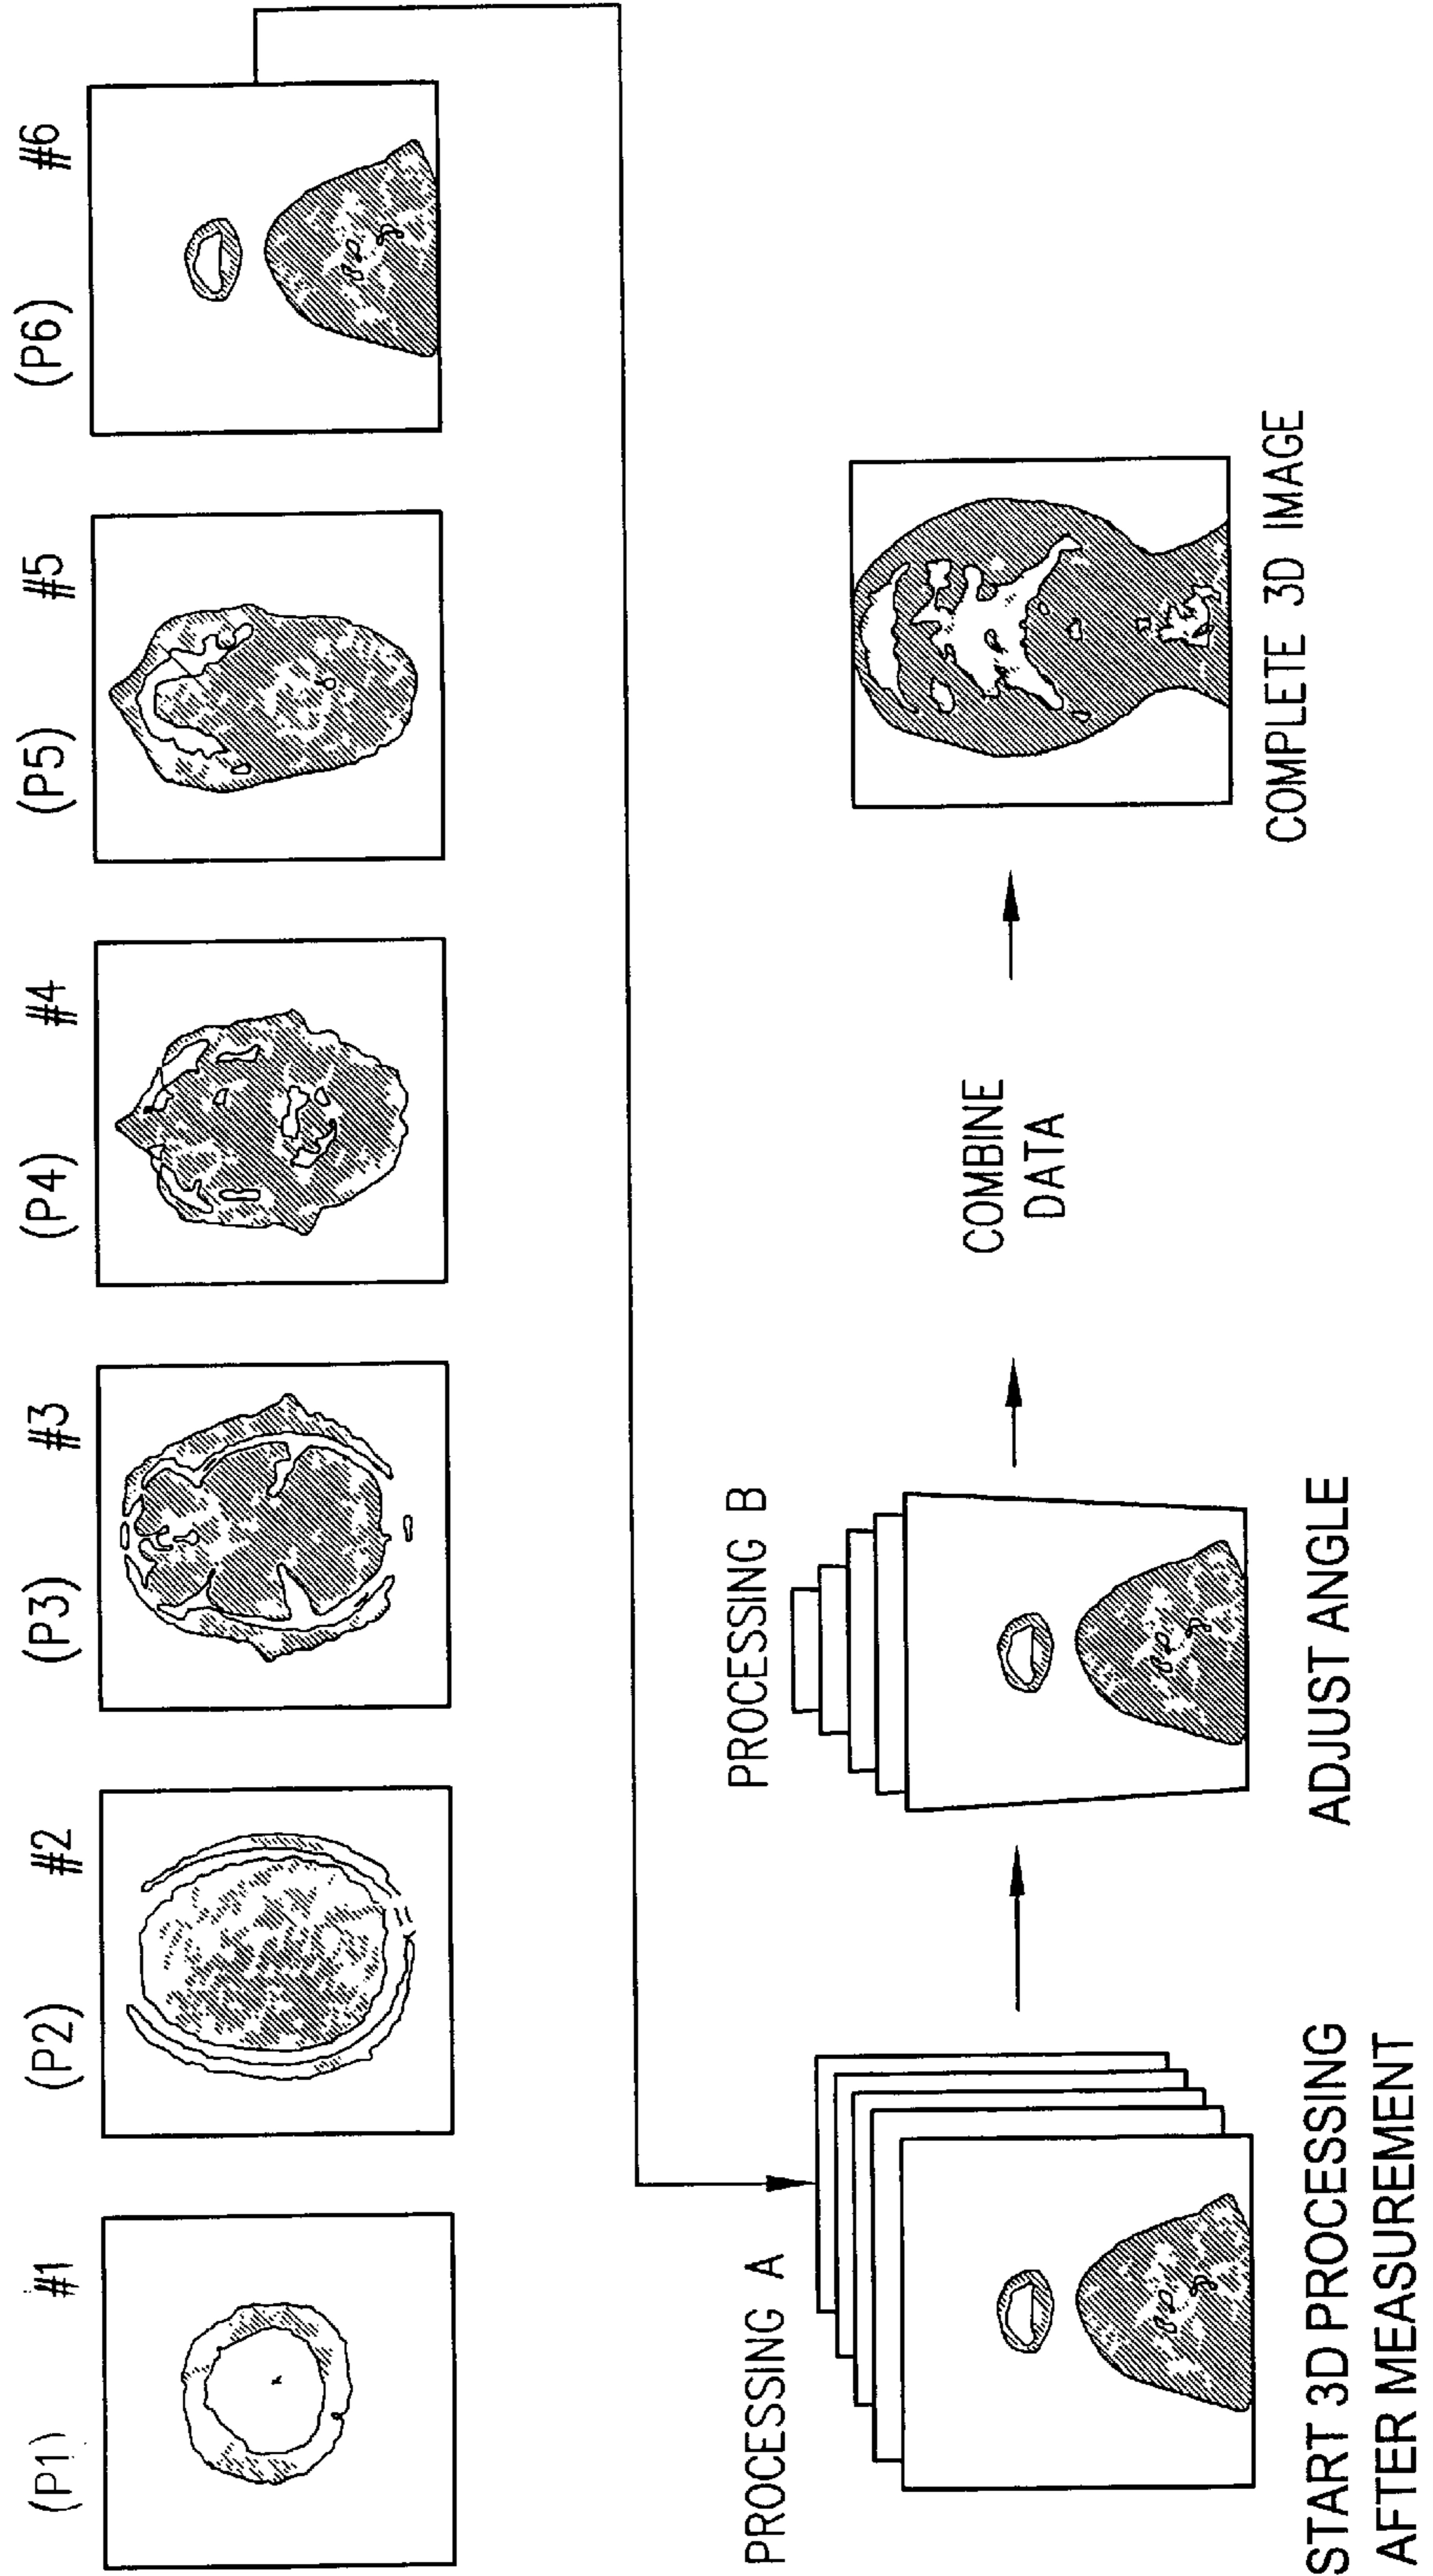 (P1) #1
(P2) #2
(P3) #3
(P4) #4
(P5) #5
(P6) #6
PROCESSING A
START 3D PROCESSING
AFTER MEASUREMENT
PROCESSING B
ADJUST ANGLE
COMBINE
DATA
COMPLETE 3D IMAGE